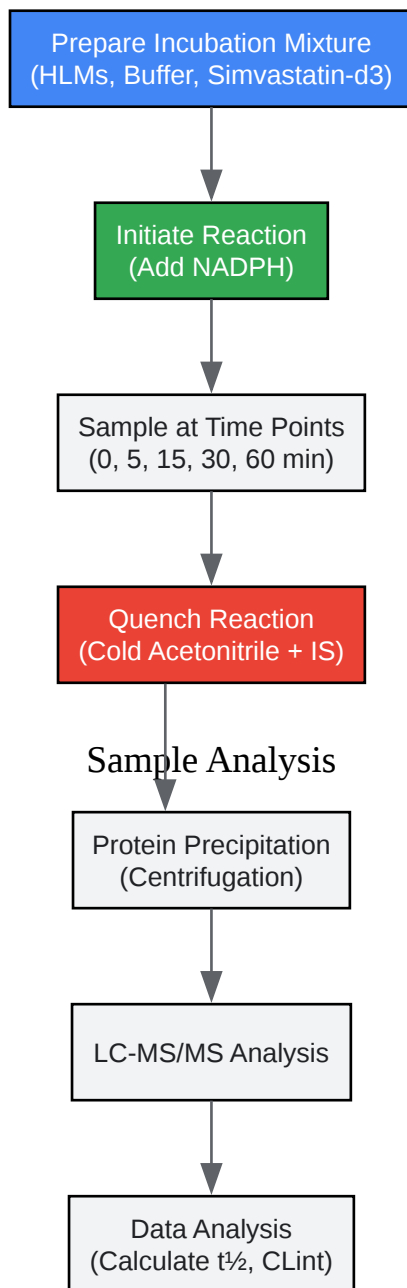 Prepare Incubation Mixture
(HLMs, Buffer, Simvastatin-d3)
Initiate Reaction
(Add NADPH)
Sample at Time Points
(0, 5, 15, 30, 60 min)
Quench Reaction
(Cold Acetonitrile + IS)
Sample Analysis
Protein Precipitation
(Centrifugation)
LC-MS/MS Analysis
Data Analysis
(Calculate t½, CLint)